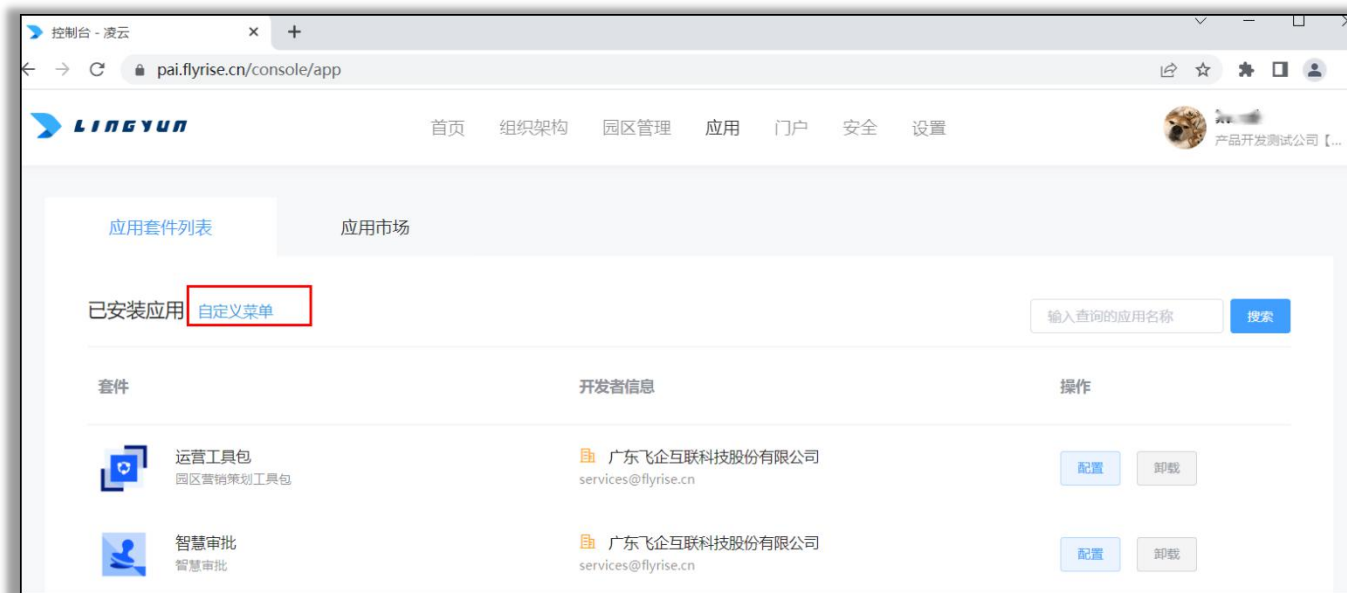 控制台 - 凌云
pai.flyrise.cn/console/app
LINGYUN
首页 组织架构 园区管理 应用 门户 安全 设置
产品开发测试公司【...
应用套件列表 应用市场
已安装应用 自定义菜单
输入查询的应用名称 搜索
套件 开发者信息 操作
运营工具包 广东飞企互联科技股份有限公司 配置 卸载
园区营销策划工具包 services@flyrise.cn
智慧审批 广东飞企互联科技股份有限公司 配置 卸载
智慧审批 services@flyrise.cn